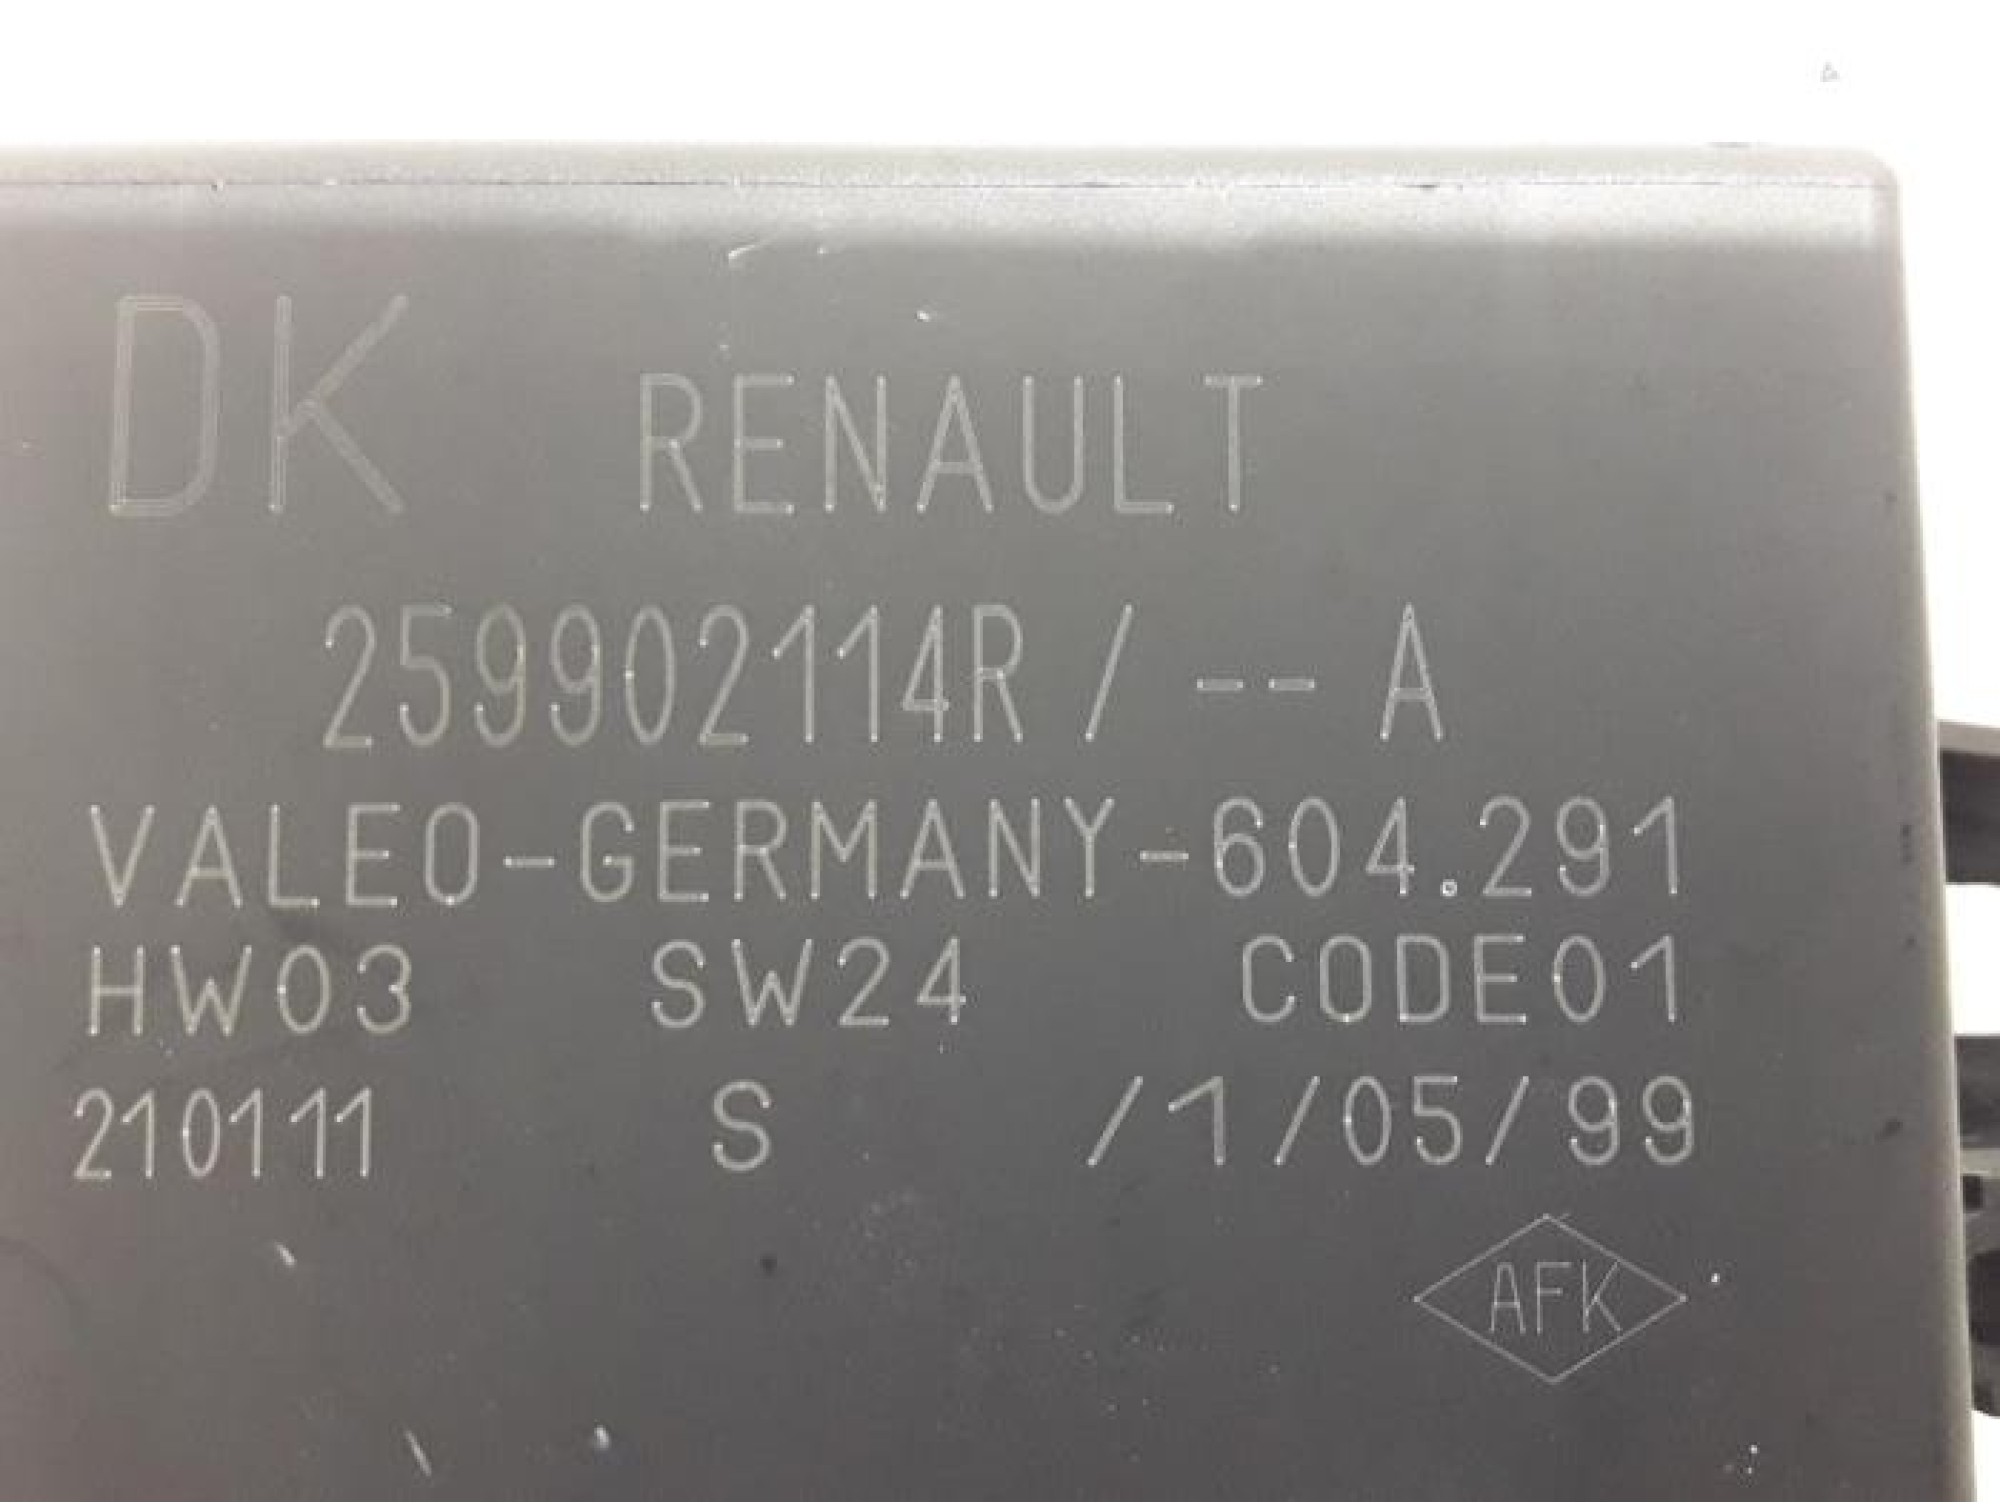 DK RENAULT
259902114R / -- A
VALEO-GERMANY-604.291
HW03 SW24 CODE01
210111 S /1/05/99
AFK